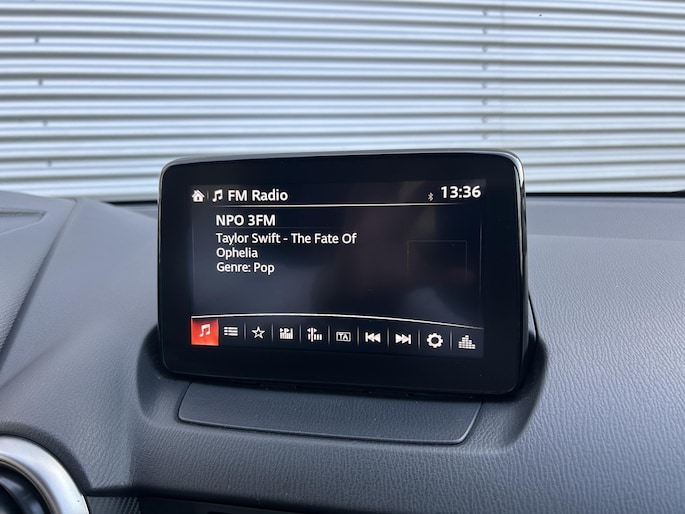 FM Radio
13:36
NPO 3FM
Taylor Swift - The Fate Of
Ophelia
Genre: Pop
TA